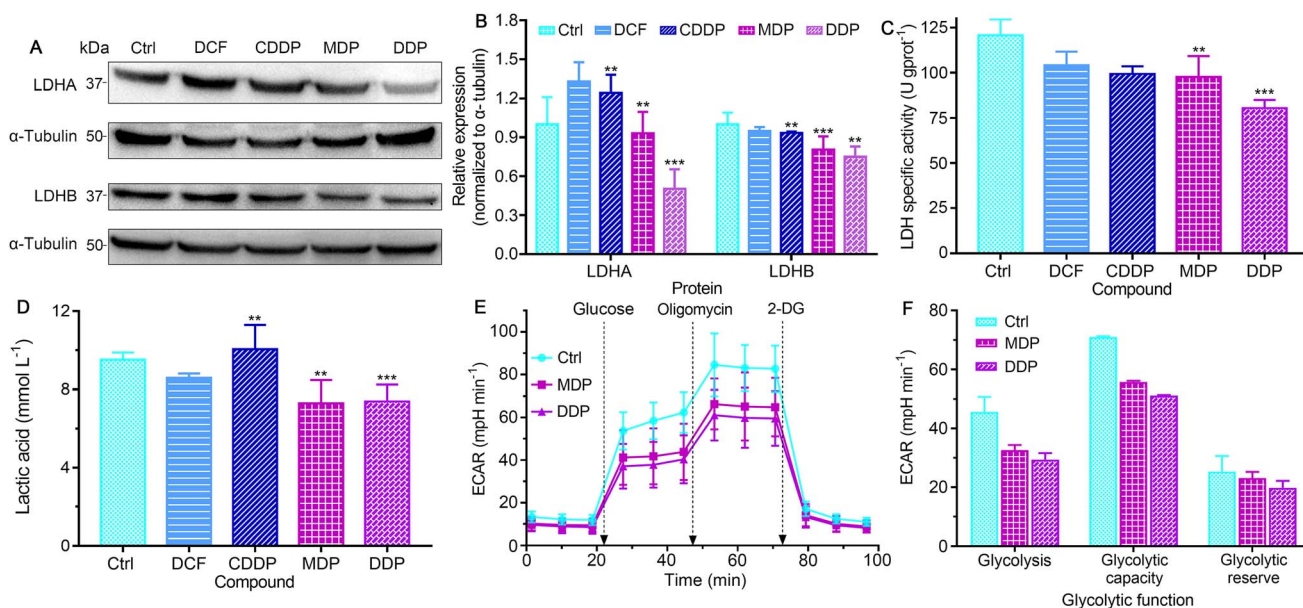 A kDa Ctrl DCF CDDP MDP DDP
LDHA 37
α-Tubulin 50
LDHB 37
α-Tubulin 50
B
Ctrl DCF CDDP MDP DDP
Relative expression
(normalized to α- tubulin)
1.8
1.5
1.2
0.9
0.6
0.3
0.0
** ** *** ** *** **
LDHA LDHB
Protein
C
LDH specific activity (U gprot⁻¹)
125
100
75
50
25
0
** ***
Ctrl DCF CDDP MDP DDP
Compound
D
Lactic acid (mmol L⁻¹)
12
9
6
3
0
** ** ***
Ctrl DCF CDDP MDP DDP
Compound
E
Glucose Oligomycin 2-DG
Ctrl
MDP
DDP
ECAR (mpH min⁻¹)
100
80
60
40
20
0
0 20 40 60 80 100
Time (min)
F
Ctrl
MDP
DDP
ECAR (mpH min⁻¹)
80
60
40
20
0
Glycolysis Glycolytic Glycolytic
capacity reserve
Glycolytic function